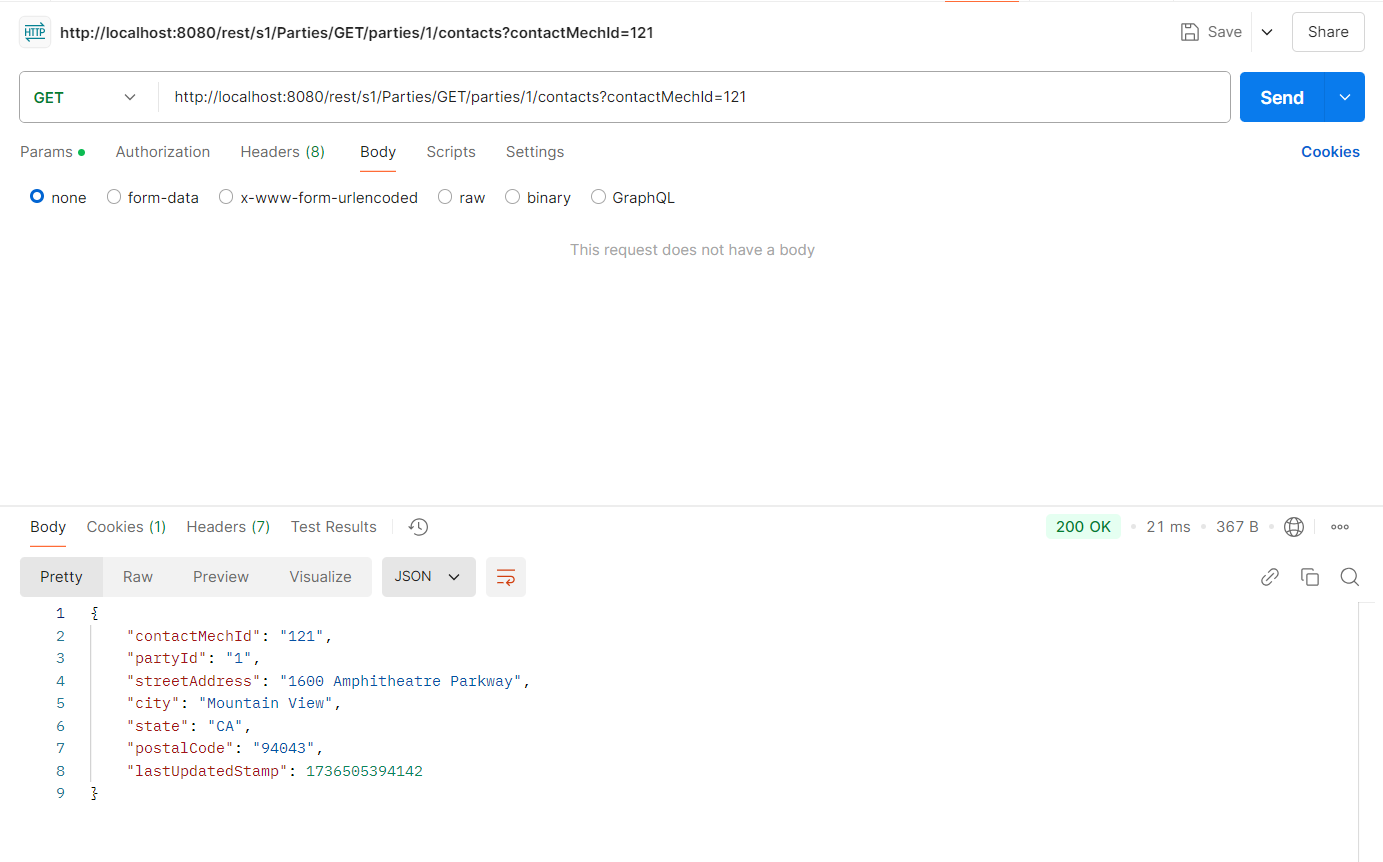 HTTP http://localhost:8080/rest/s1/Parties/GET/parties/1/contacts?contactMechId=121 Save Share
GET http://localhost:8080/rest/s1/Parties/GET/parties/1/contacts?contactMechId=121 Send
Params Authorization Headers (8) Body Scripts Settings Cookies
none form-data x-www-form-urlencoded raw binary GraphQL
This request does not have a body
Body Cookies (1) Headers (7) Test Results 200 OK 21 ms 367 B
Pretty Raw Preview Visualize JSON
1 {
2 "contactMechId": "121",
3 "partyId": "1",
4 "streetAddress": "1600 Amphitheatre Parkway",
5 "city": "Mountain View",
6 "state": "CA",
7 "postalCode": "94043",
8 "lastUpdatedStamp": 1736505394142
9 }